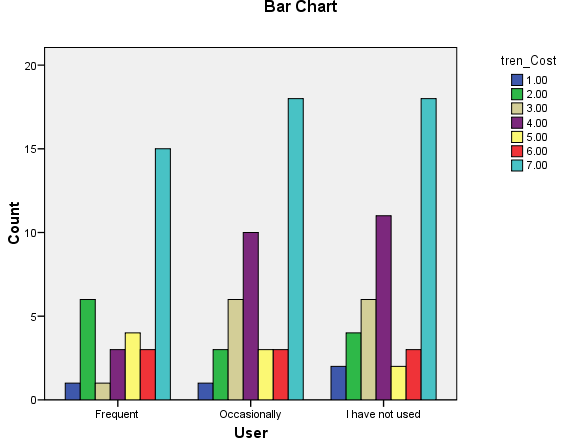 Bar Chart
tren_Cost
1.00
2.00
3.00
4.00
5.00
6.00
7.00
20
15
10
5
0
Count
Frequent
Occasionally
I have not used
User